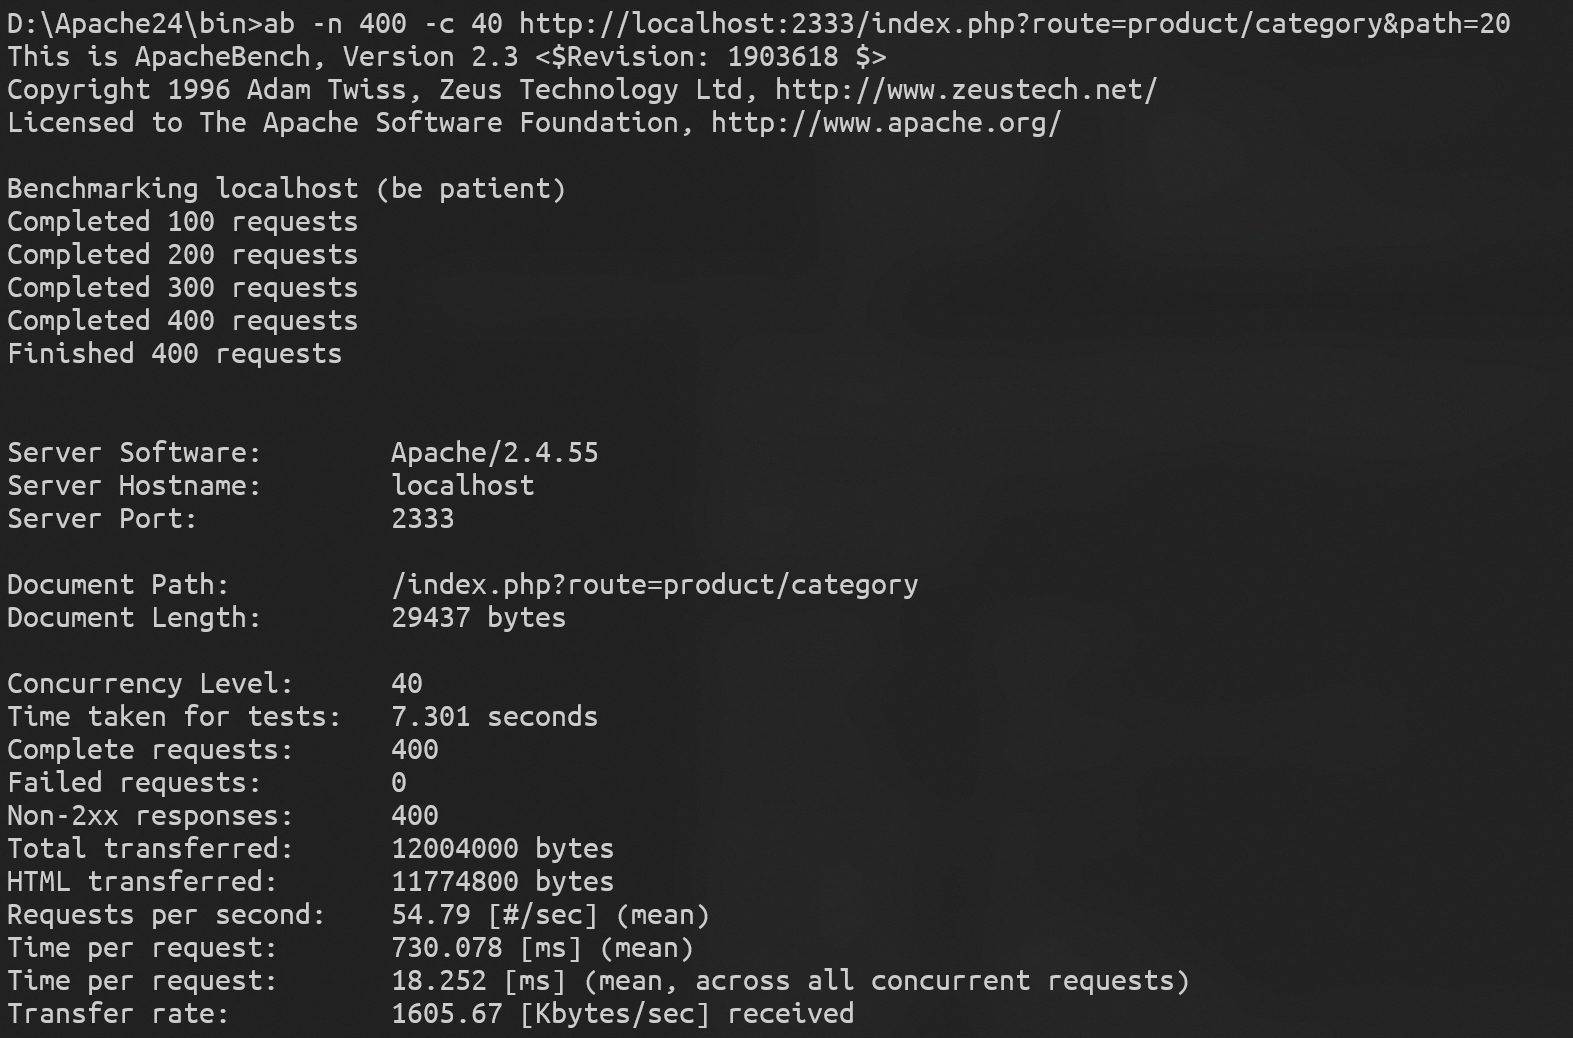 D:\Apache24\bin>ab -n 400 -c 40 http://localhost:2333/index.php?route=product/category&path=20
This is ApacheBench, Version 2.3 <$Revision: 1903618 $>
Copyright 1996 Adam Twiss, Zeus Technology Ltd, http://www.zeustech.net/
Licensed to The Apache Software Foundation, http://www.apache.org/

Benchmarking localhost (be patient)
Completed 100 requests
Completed 200 requests
Completed 300 requests
Completed 400 requests
Finished 400 requests


Server Software:        Apache/2.4.55
Server Hostname:        localhost
Server Port:            2333

Document Path:          /index.php?route=product/category
Document Length:        29437 bytes

Concurrency Level:      40
Time taken for tests:   7.301 seconds
Complete requests:      400
Failed requests:        0
Non-2xx responses:      400
Total transferred:      12004000 bytes
HTML transferred:       11774800 bytes
Requests per second:    54.79 [#/sec] (mean)
Time per request:       730.078 [ms] (mean)
Time per request:       18.252 [ms] (mean, across all concurrent requests)
Transfer rate:          1605.67 [Kbytes/sec] received